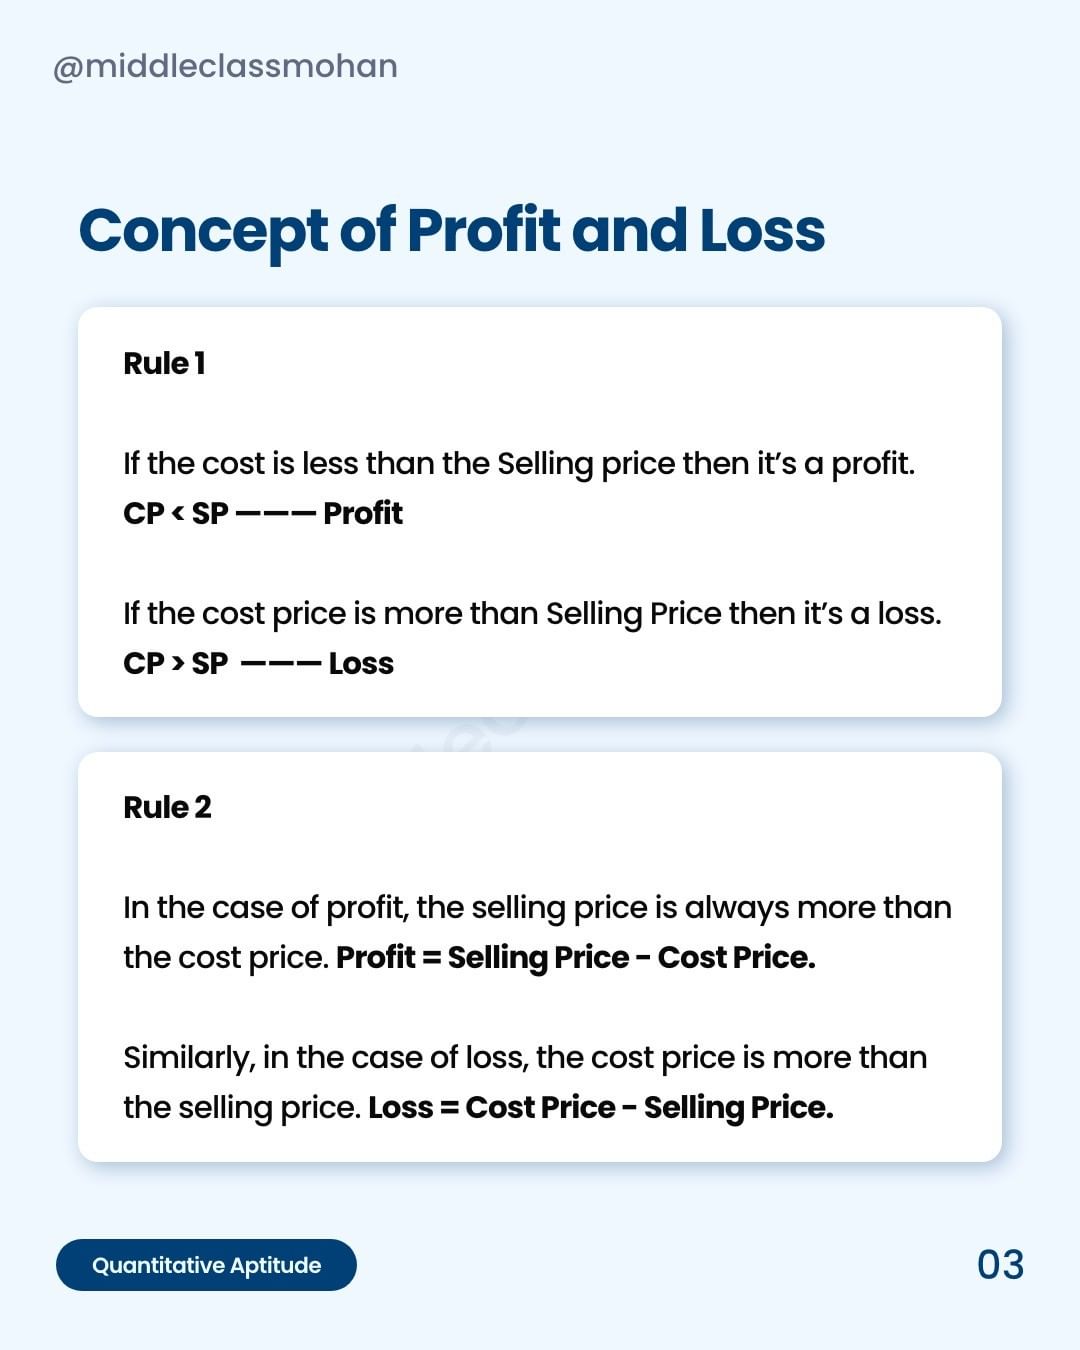 @middleclassmohan
Concept of Profit and Loss
Rule 1
If the cost is less than the Selling price then it’s a profit.
CP < SP ——— Profit
If the cost price is more than Selling Price then it’s a loss.
CP > SP ——— Loss
Rule 2
In the case of profit, the selling price is always more than
the cost price. Profit = Selling Price - Cost Price.
Similarly, in the case of loss, the cost price is more than
the selling price. Loss = Cost Price - Selling Price.
Quantitative Aptitude
03